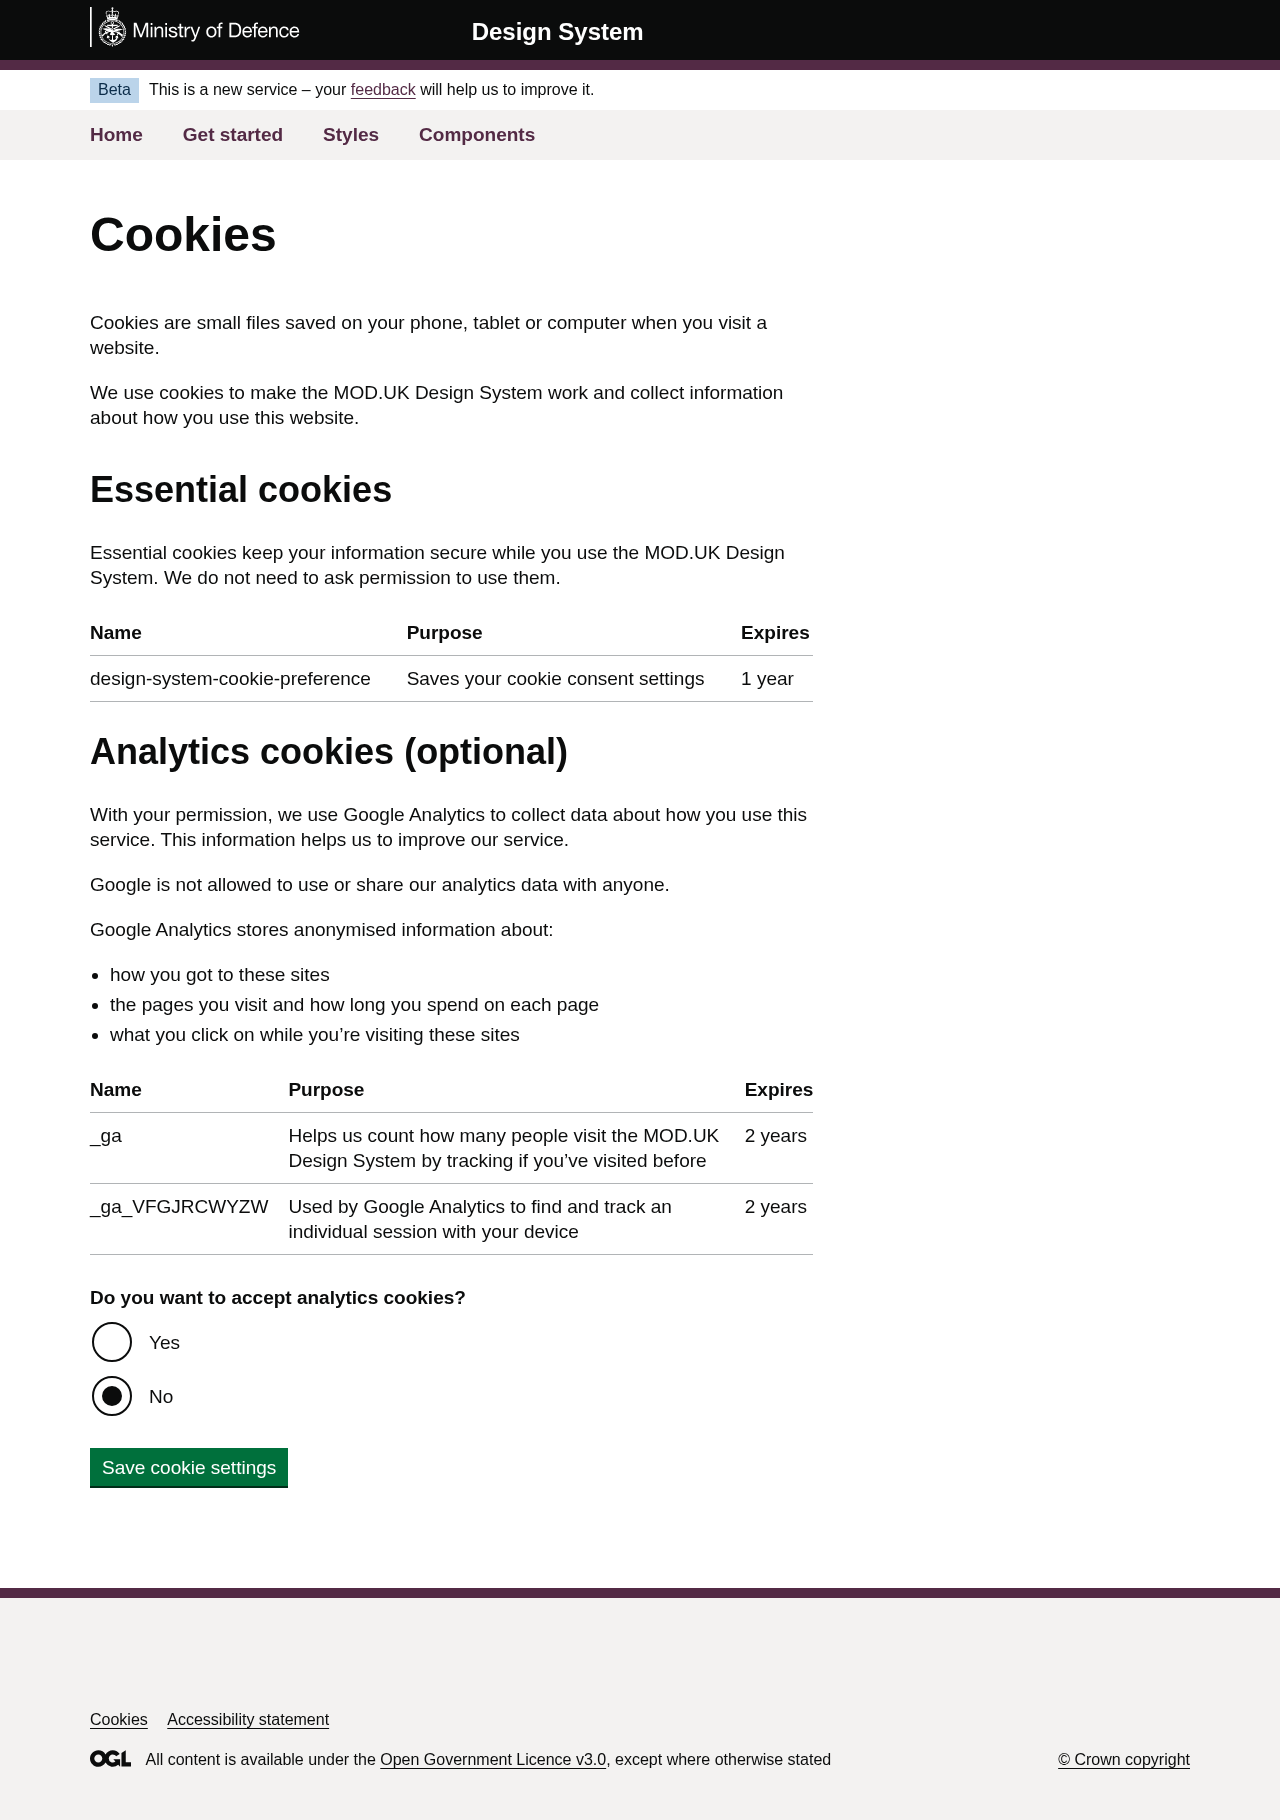 Ministry of Defence
Design System
Beta This is a new service – your feedback will help us to improve it.
Home Get started Styles Components
Cookies
Cookies are small files saved on your phone, tablet or computer when you visit a
website.
We use cookies to make the MOD.UK Design System work and collect information
about how you use this website.
Essential cookies
Essential cookies keep your information secure while you use the MOD.UK Design
System. We do not need to ask permission to use them.
Name Purpose Expires
design-system-cookie-preference Saves your cookie consent settings 1 year
Analytics cookies (optional)
With your permission, we use Google Analytics to collect data about how you use this
service. This information helps us to improve our service.
Google is not allowed to use or share our analytics data with anyone.
Google Analytics stores anonymised information about:
• how you got to these sites
• the pages you visit and how long you spend on each page
• what you click on while you’re visiting these sites
Name Purpose Expires
_ga Helps us count how many people visit the MOD.UK 2 years
Design System by tracking if you’ve visited before
_ga_VFGJRCWYZW Used by Google Analytics to find and track an 2 years
individual session with your device
Do you want to accept analytics cookies?
Yes
No
Save cookie settings
Cookies Accessibility statement
OGL All content is available under the Open Government Licence v3.0, except where otherwise stated © Crown copyright